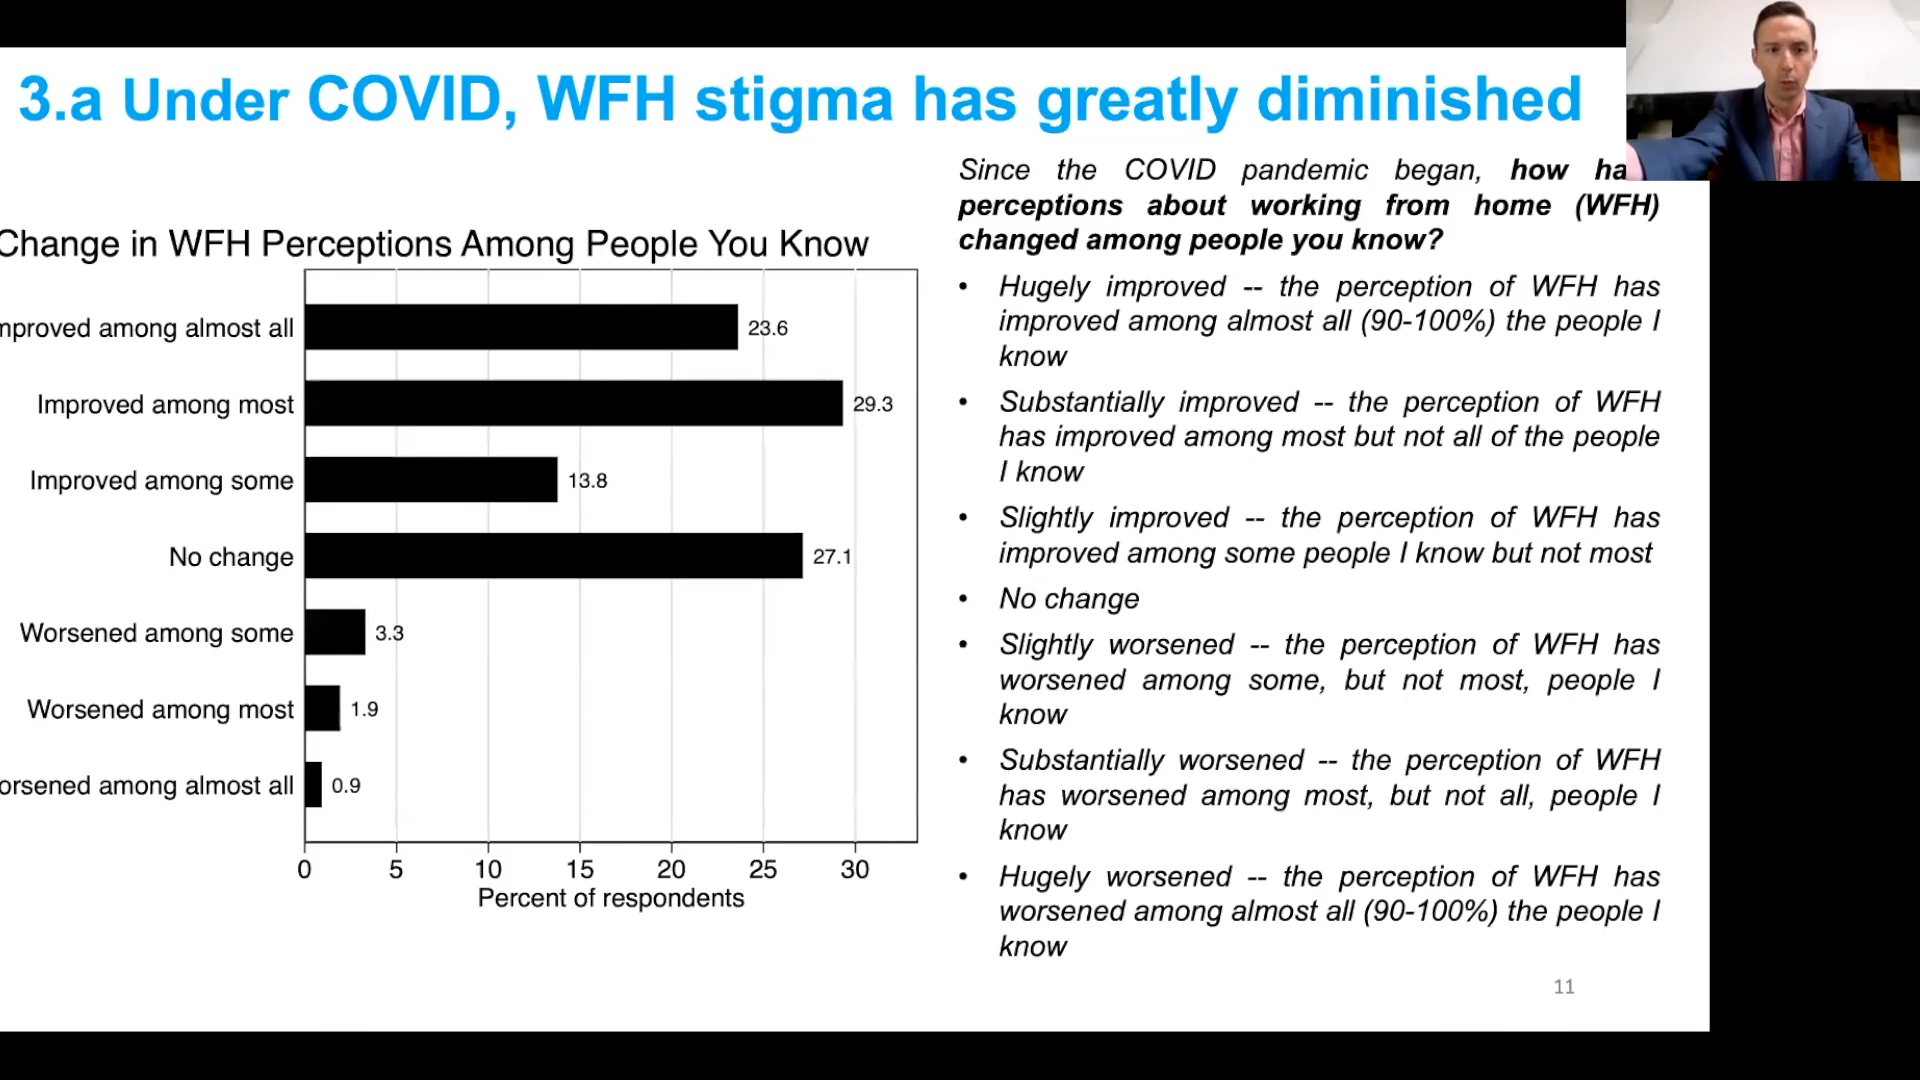 3.a Under COVID, WFH stigma has greatly diminished
Change in WFH Perceptions Among People You Know
mproved among almost all
23.6
Improved among most
29.3
Improved among some
13.8
No change
27.1
Worsened among some
3.3
Worsened among most
1.9
orsened among almost all
0.9
0 5 10 15 20 25 30
Percent of respondents
Since the COVID pandemic began, how ha
perceptions about working from home (WFH)
changed among people you know?
• Hugely improved -- the perception of WFH has
improved among almost all (90-100%) the people I
know
• Substantially improved -- the perception of WFH
has improved among most but not all of the people
I know
• Slightly improved -- the perception of WFH has
improved among some people I know but not most
• No change
• Slightly worsened -- the perception of WFH has
worsened among some, but not most, people I
know
• Substantially worsened -- the perception of WFH
has worsened among most, but not all, people I
know
• Hugely worsened -- the perception of WFH has
worsened among almost all (90-100%) the people I
know
11